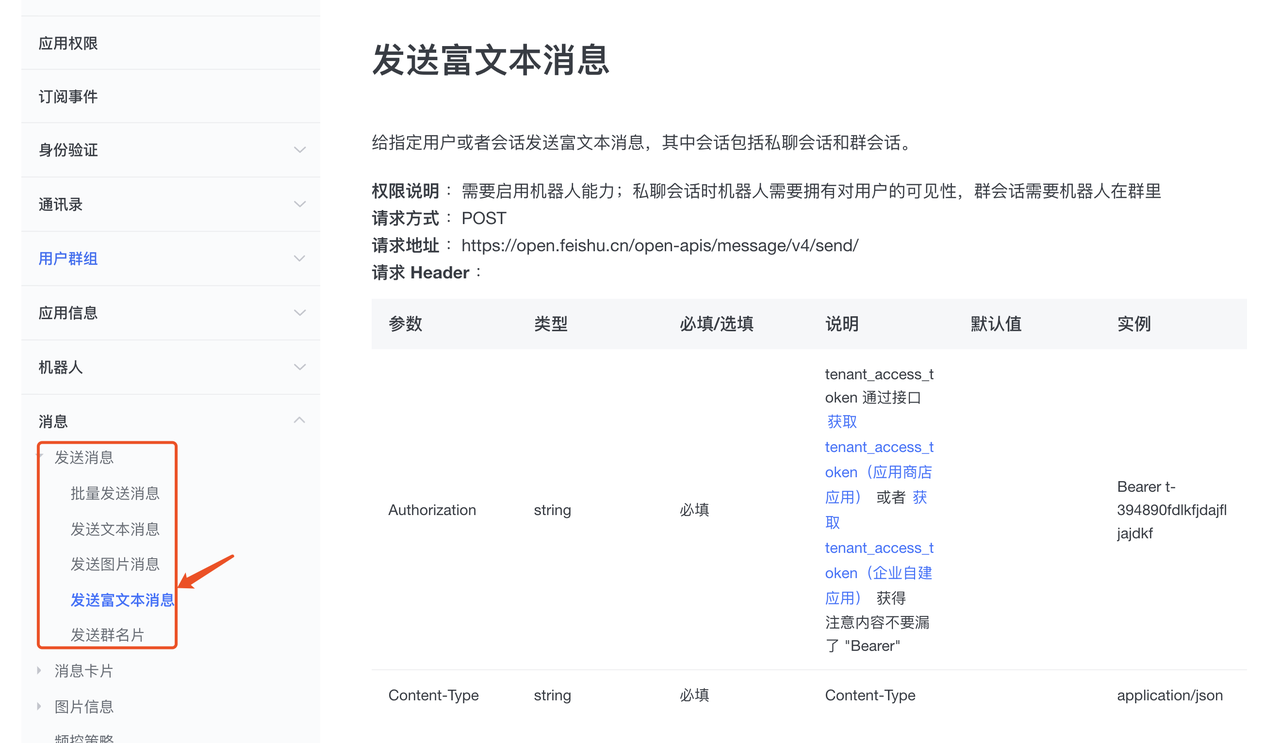 应用权限
订阅事件
身份验证
通讯录
用户群组
应用信息
机器人
消息
发送消息
批量发送消息
发送文本消息
发送图片消息
发送富文本消息
发送群名片
消息卡片
图片信息
频控策略
发送富文本消息
给指定用户或者会话发送富文本消息，其中会话包括私聊会话和群会话。
权限说明 ：需要启用机器人能力；私聊会话时机器人需要拥有对用户的可见性，群会话需要机器人在群里
请求方式 ：POST
请求地址 ：https://open.feishu.cn/open-apis/message/v4/send/
请求 Header ：
参数 类型 必填/选填 说明 默认值 实例
tenant_access_t
oken 通过接口
获取
tenant_access_t
oken（应用商店
应用） 或者 获
取
tenant_access_t
oken（企业自建
应用） 获得
注意内容不要漏
了 "Bearer"
Authorization string 必填
Bearer t-
394890fdlkfjdajfl
jajdkf
Content-Type string 必填 Content-Type application/json